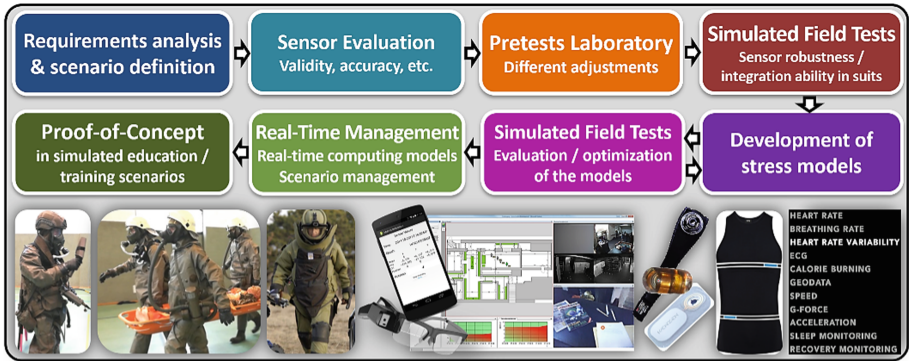 Requirements analysis
& scenario definition
Sensor Evaluation
Validity, accuracy, etc.
Pretests Laboratory
Different adjustments
Simulated Field Tests
Sensor robustness /
integration ability in suits
Development of
stress models
Simulated Field Tests
Evaluation / optimization
of the models
Real-Time Management
Real-time computing models
Scenario management
Proof-of-Concept
in simulated education /
training scenarios
HEART RATE
BREATHING RATE
HEART RATE VARIABILITY
ECG
CALORIE BURNING
GEODATA
SPEED
G-FORCE
ACCELERATION
SLEEP MONITORING
RECOVERY MONITORING